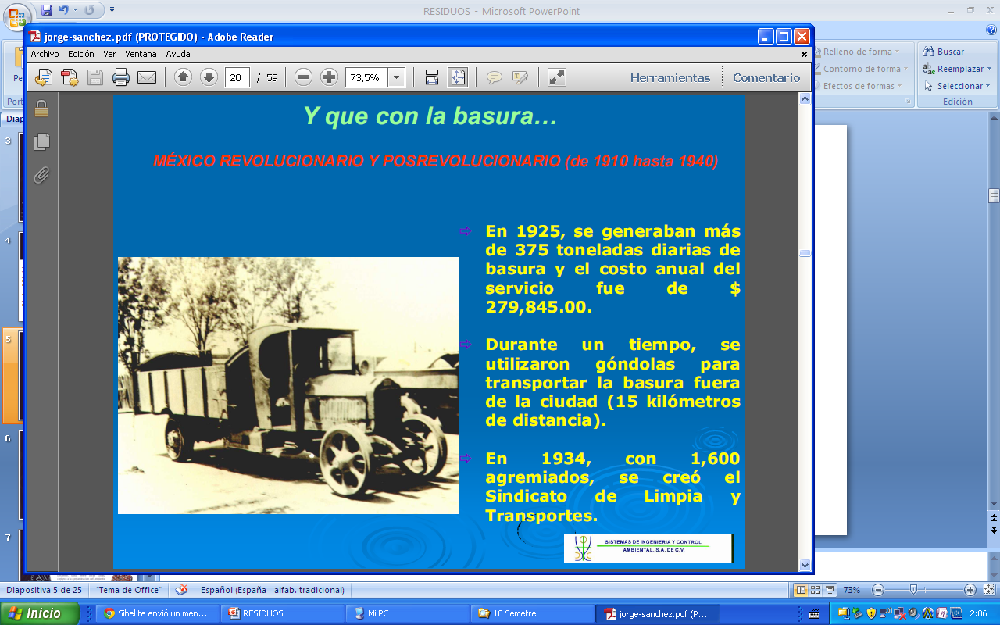 RESIDUOS - Microsoft PowerPoint
jorge-sanchez.pdf (PROTEGIDO) - Adobe Reader
Archivo Edición Ver Ventana Ayuda
20 / 59 73,5% Herramientas Comentario
Relleno de forma
Contorno de forma
Efectos de formas
Buscar
Reemplazar
Seleccionar
Edición
Pe
Port
Diap
3
4
5
6
7
Y que con la basura...
MÉXICO REVOLUCIONARIO Y POSREVOLUCIONARIO (de 1910 hasta 1940)
En 1925, se generaban más
de 375 toneladas diarias de
basura y el costo anual del
servicio fue de $
279,845.00.
Durante un tiempo, se
utilizaron góndolas para
transportar la basura fuera
de la ciudad (15 kilómetros
de distancia).
En 1934, con 1,600
agremiados, se creó el
Sindicato de Limpia y
Transportes.
SISTEMAS DE INGENIERIA Y CONTROL
AMBIENTAL, S.A. DE C.V.
Diapositiva 5 de 25 "Tema de Office" Español (España - alfab. tradicional) 73%
Inicio Sibel te envió un men... RESIDUOS Mi PC 10 Semetre jorge-sanchez.pdf (P... 2:06